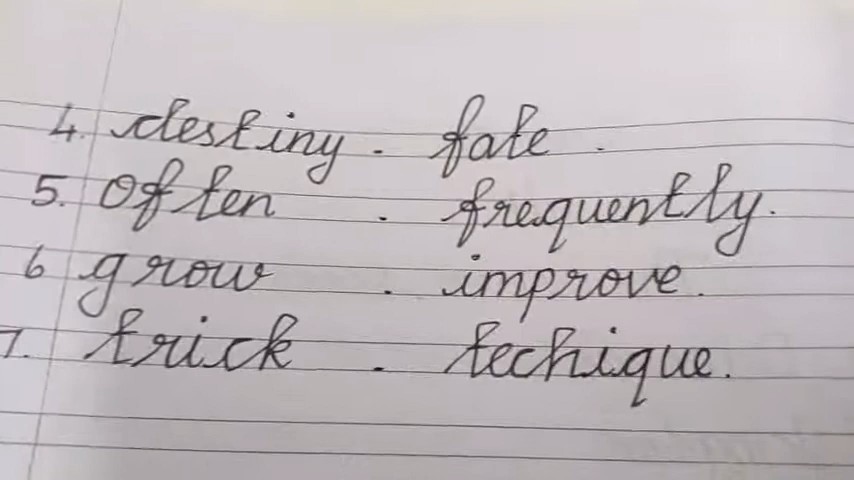 4. destiny . fate .
5. Often . frequently.
6 grow . improve.
7. trick . techique.